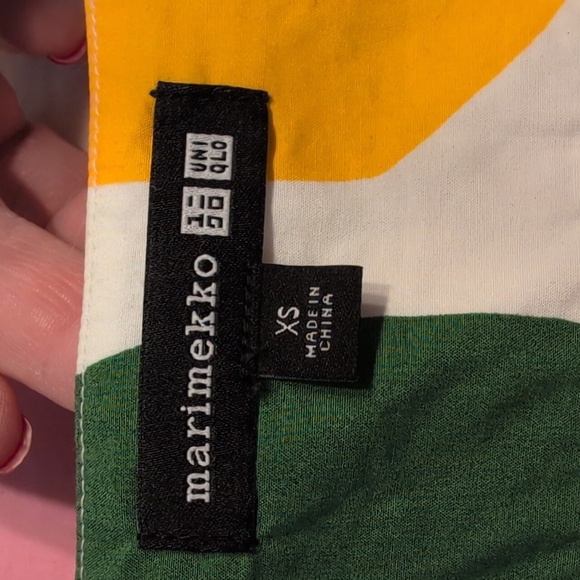 marimekko
ユニ
クロ
UNI
QLO
XS
MADE IN
CHINA